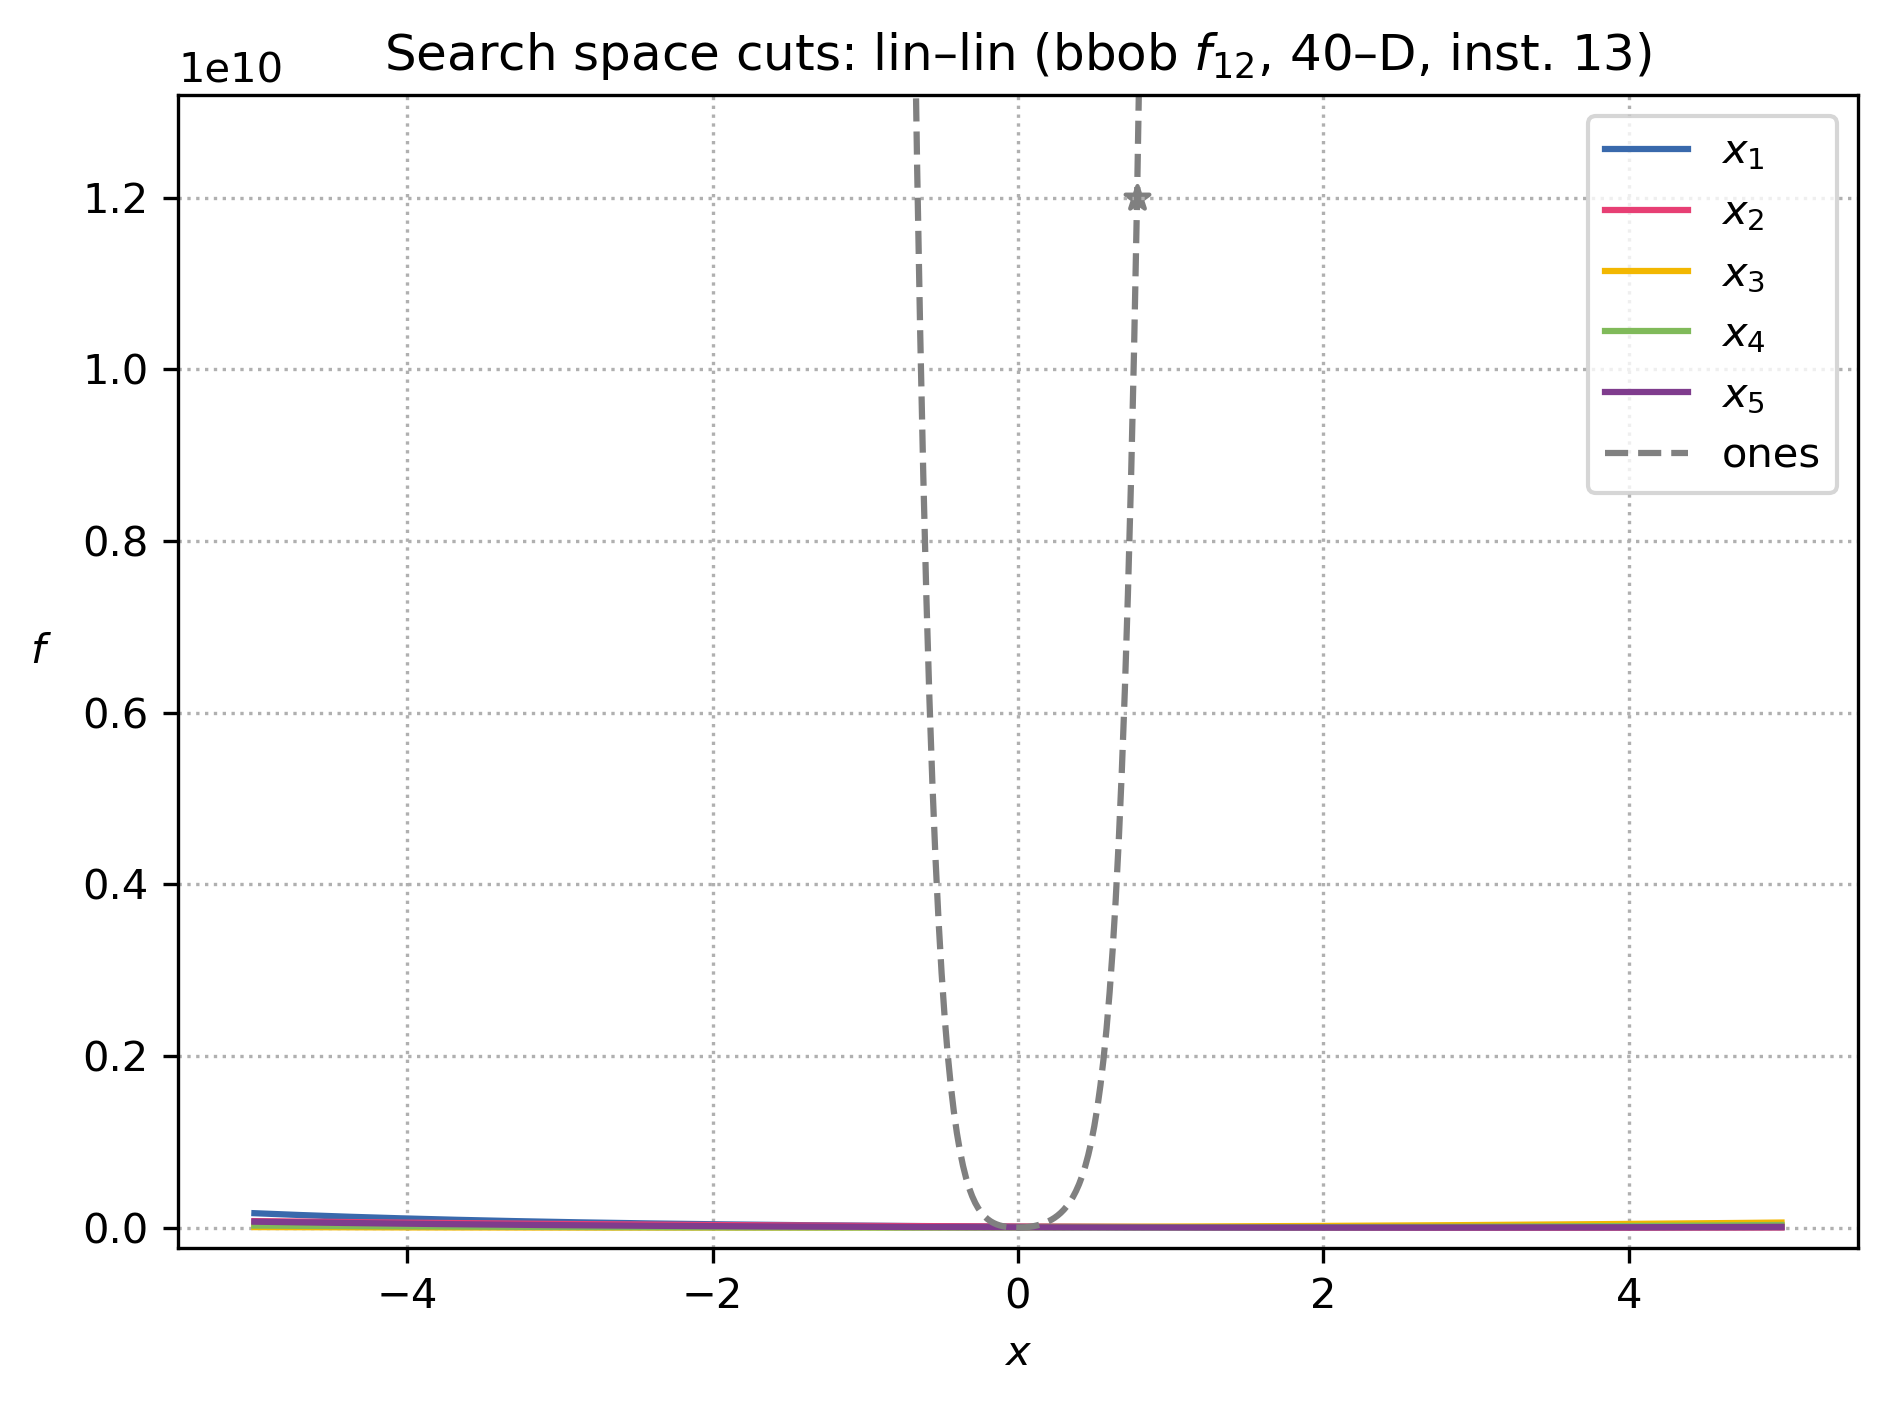 Search space cuts: lin–lin (bbob f₁₂, 40–D, inst. 13)
1e10
x₁
x₂
x₃
x₄
x₅
ones
1.2
1.0
0.8
0.6
0.4
0.2
0.0
f
−4
−2
0
2
4
x